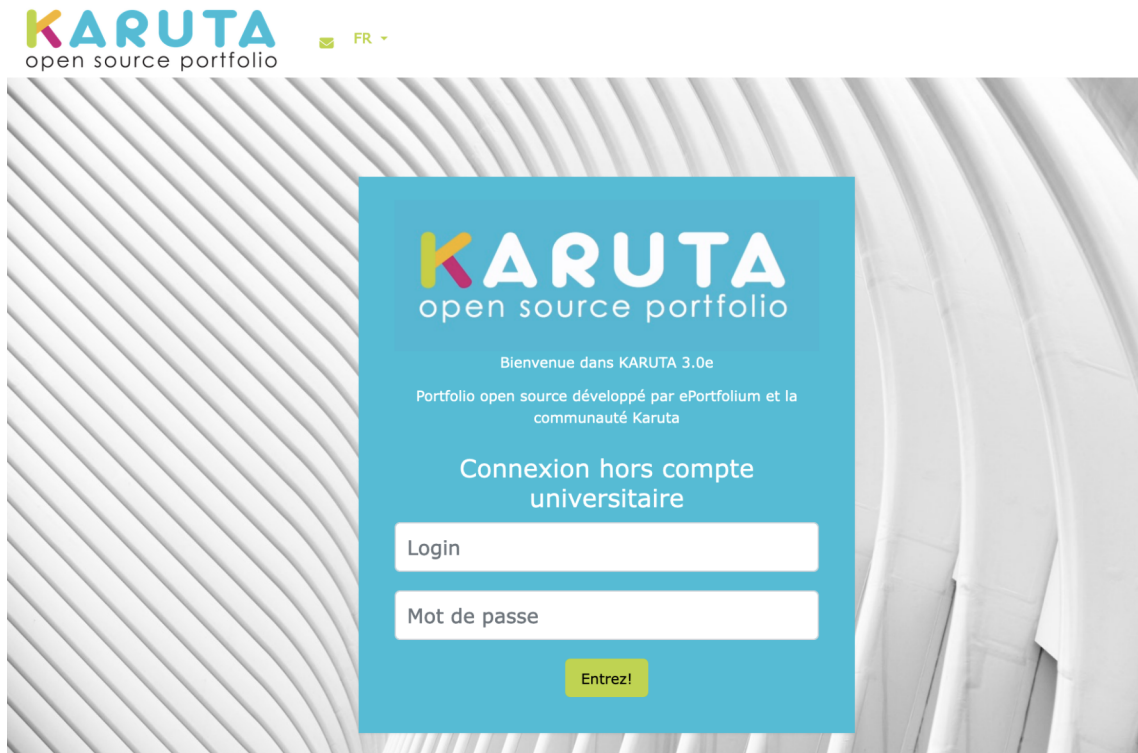 KARUTA
open source portfolio
FR
KARUTA
open source portfolio
Bienvenue dans KARUTA 3.0e
Portfolio open source développé par ePortfolium et la
communauté Karuta
Connexion hors compte
universitaire
Login
Mot de passe
Entrez!